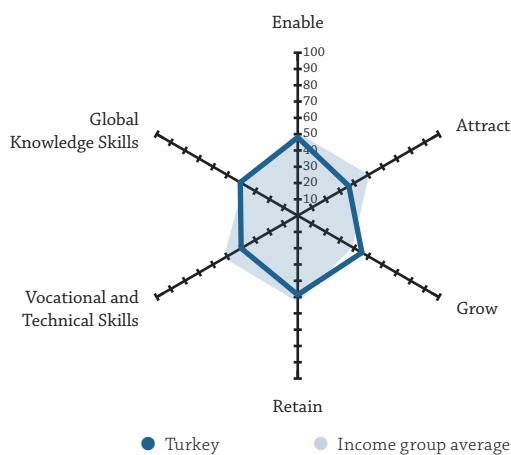 Enable
100
90
80
70
60
50
40
30
20
10
Global
Knowledge Skills
Attract
Vocational and
Technical Skills
Grow
Retain
Turkey
Income group average